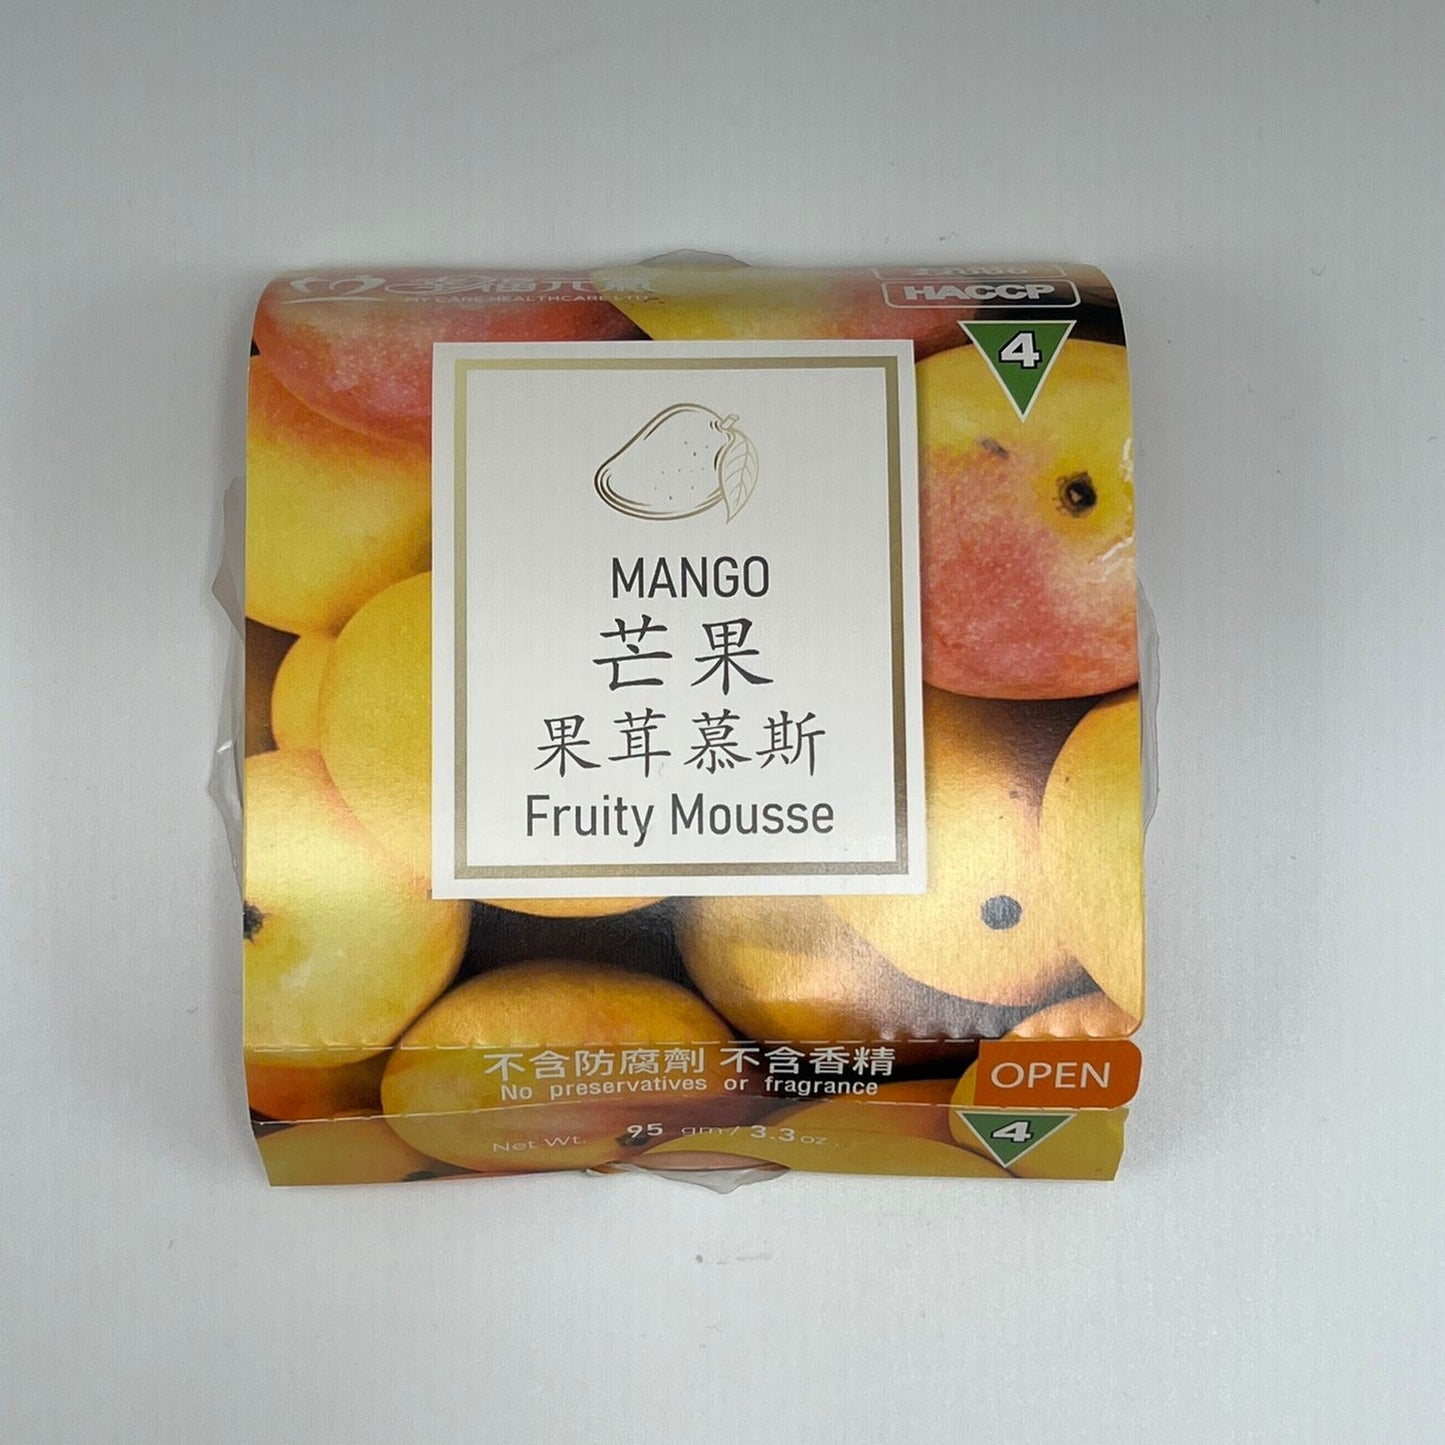 MY CARE HEALTHCARE LTD
22000
HACCP
4
MANGO
芒果
果茸慕斯
Fruity Mousse
不含防腐劑 不含香精
No preservatives or fragrance
OPEN
Net Wt. 95 gm / 3.3 oz.
4